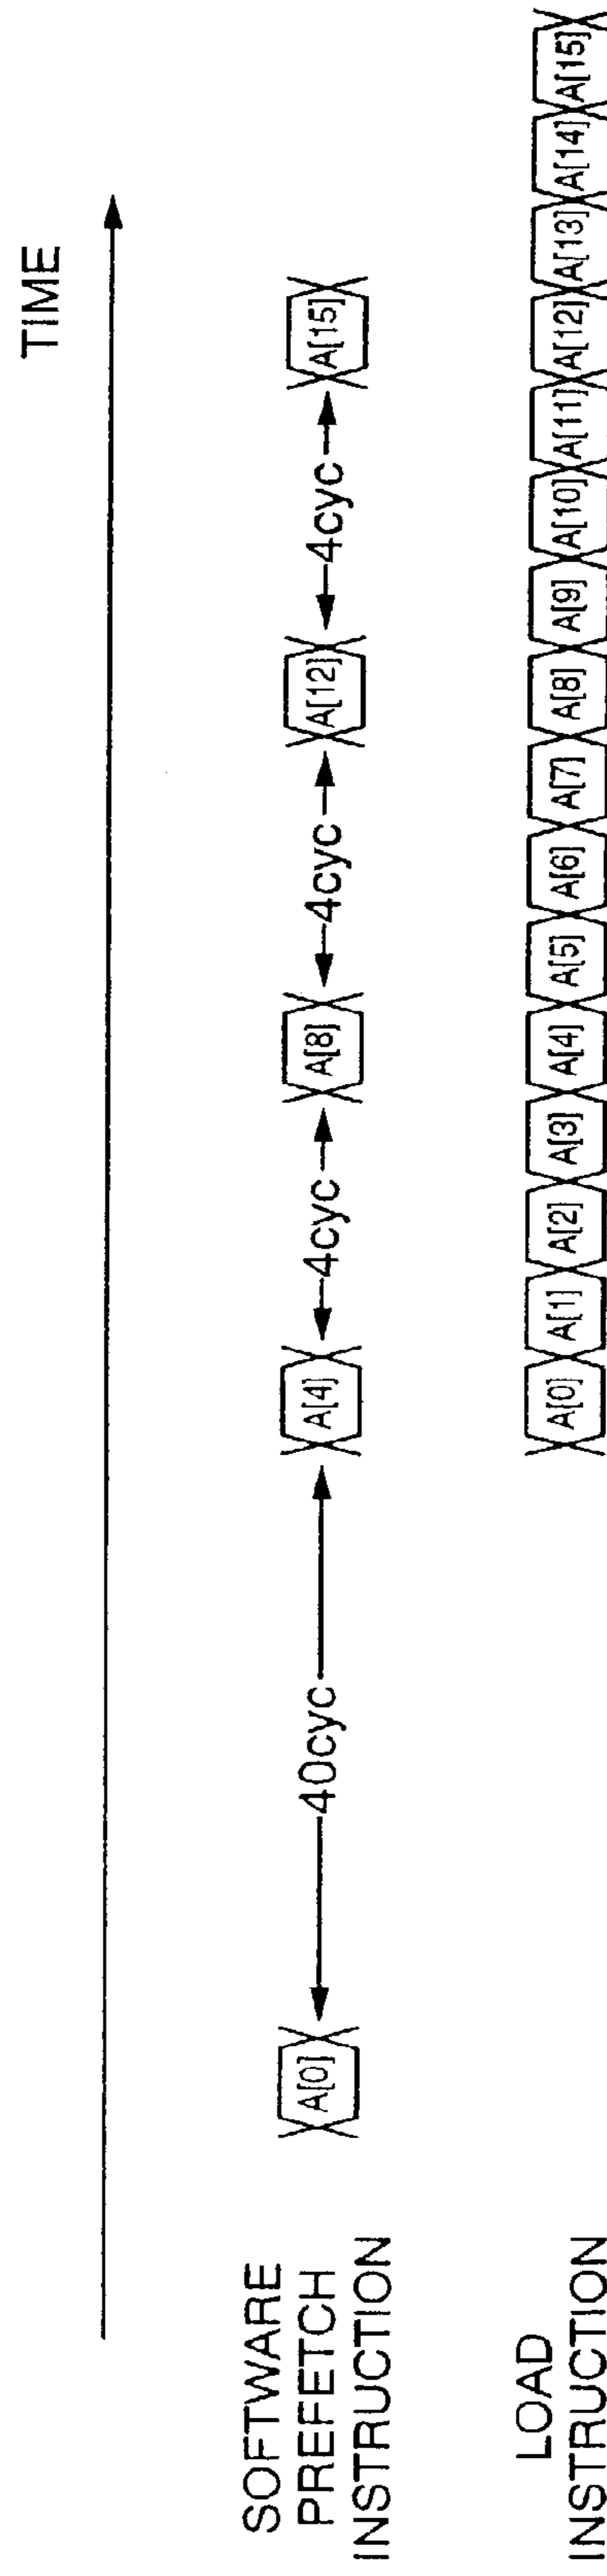 TIME
SOFTWARE
PREFETCH
INSTRUCTION
A[0] 40cyc A[4] 4cyc A[8] 4cyc A[12] 4cyc A[15]
LOAD
INSTRUCTION
A[0] A[1] A[2] A[3] A[4] A[5] A[6] A[7] A[8] A[9] A[10] A[11] A[12] A[13] A[14] A[15]